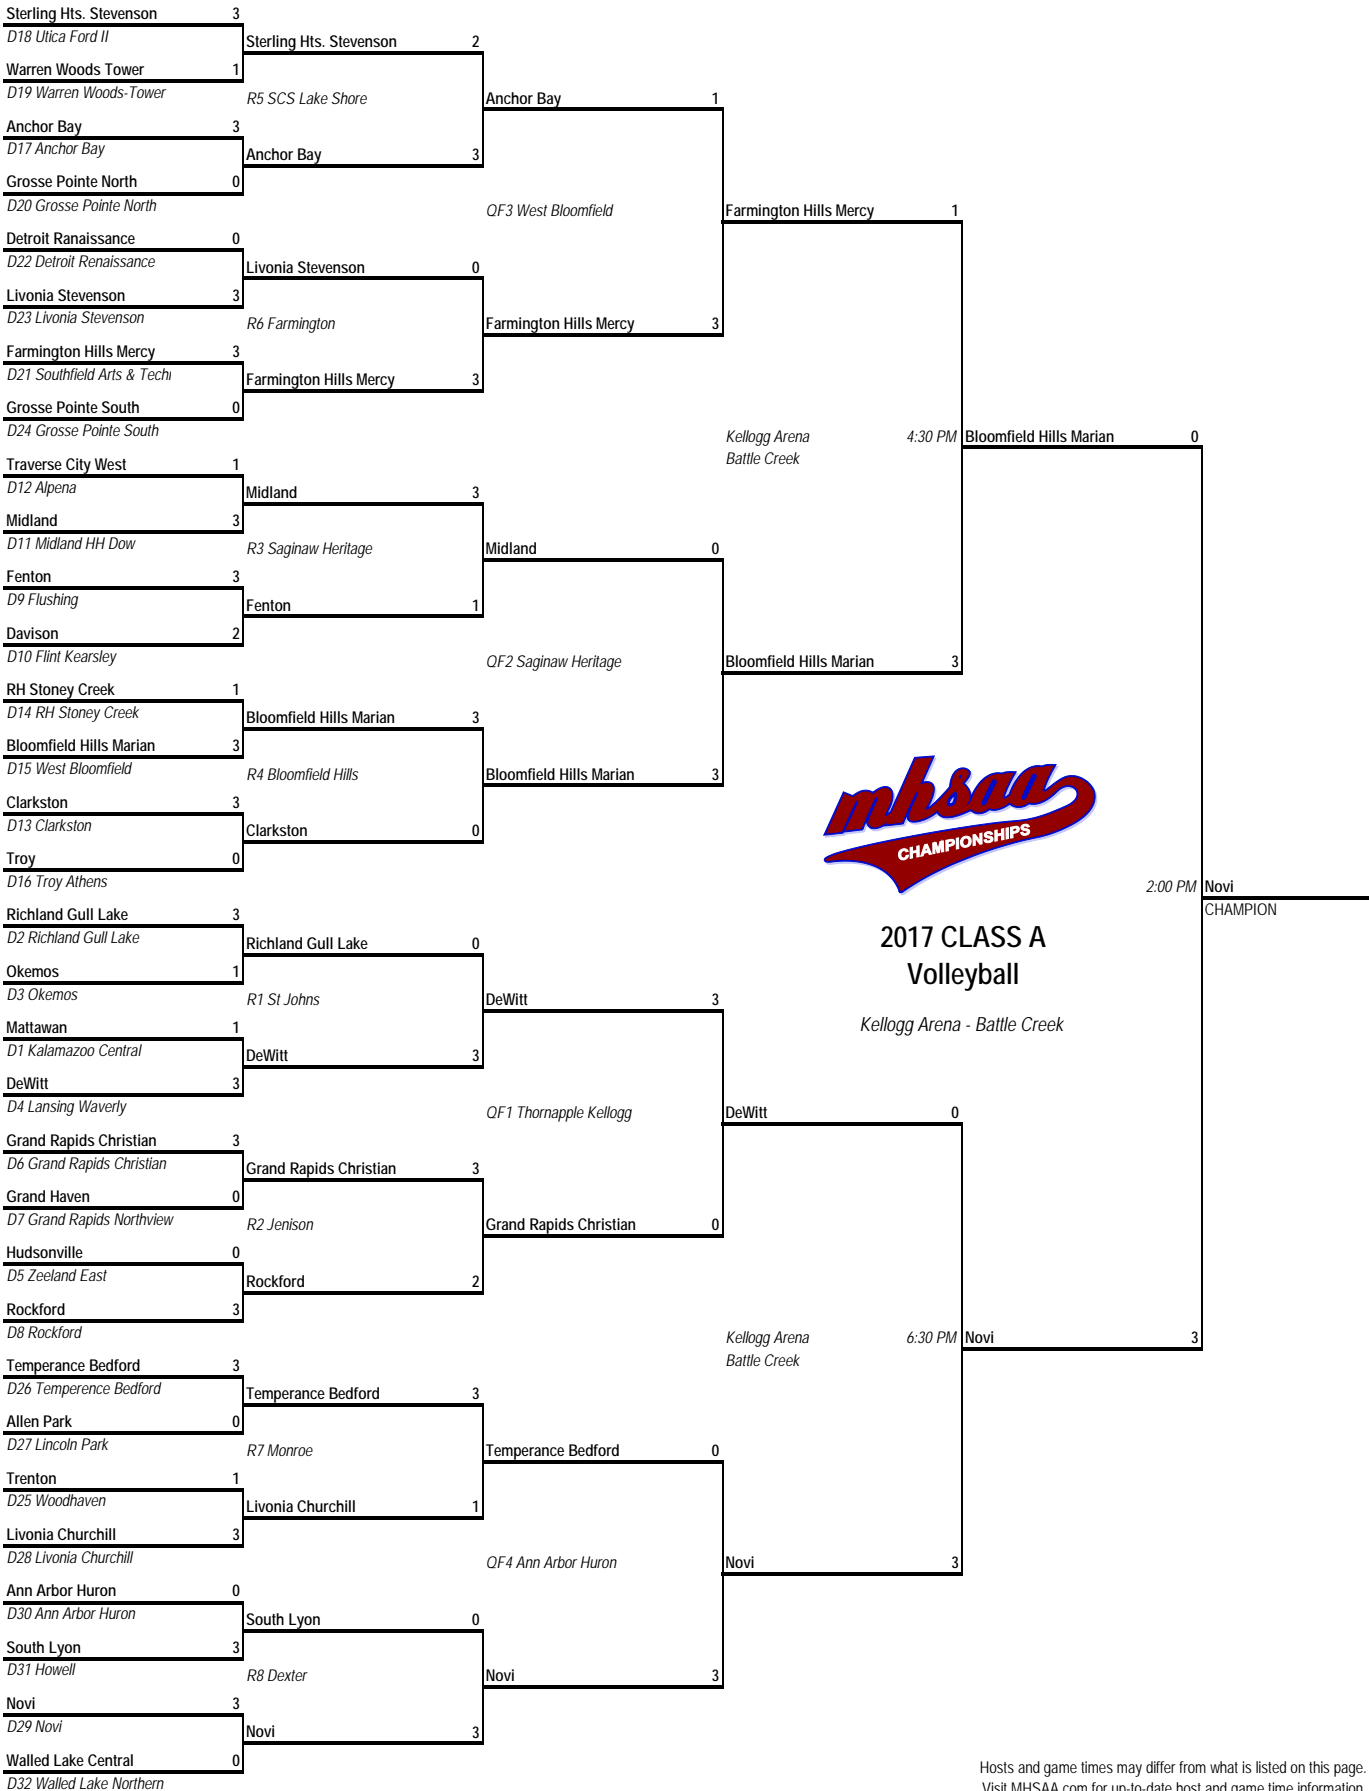 Sterling Hts. Stevenson 3
D18 Utica Ford II
Warren Woods Tower 1
D19 Warren Woods-Tower
Anchor Bay 3
D17 Anchor Bay
Grosse Pointe North 0
D20 Grosse Pointe North
Detroit Ranaissance 0
D22 Detroit Renaissance
Livonia Stevenson 3
D23 Livonia Stevenson
Farmington Hills Mercy 3
D21 Southfield Arts & Tech
Grosse Pointe South 0
D24 Grosse Pointe South
Traverse City West 1
D12 Alpena
Midland 3
D11 Midland HH Dow
Fenton 3
D9 Flushing
Davison 2
D10 Flint Kearsley
RH Stoney Creek 1
D14 RH Stoney Creek
Bloomfield Hills Marian 3
D15 West Bloomfield
Clarkston 3
D13 Clarkston
Troy 0
D16 Troy Athens
Richland Gull Lake 3
D2 Richland Gull Lake
Okemos 1
D3 Okemos
Mattawan 1
D1 Kalamazoo Central
DeWitt 3
D4 Lansing Waverly
Grand Rapids Christian 3
D6 Grand Rapids Christian
Grand Haven 0
D7 Grand Rapids Northview
Hudsonville 0
D5 Zeeland East
Rockford 3
D8 Rockford
Temperance Bedford 3
D26 Temperence Bedford
Allen Park 0
D27 Lincoln Park
Trenton 1
D25 Woodhaven
Livonia Churchill 3
D28 Livonia Churchill
Ann Arbor Huron 0
D30 Ann Arbor Huron
South Lyon 3
D31 Howell
Novi 3
D29 Novi
Walled Lake Central 0
D32 Walled Lake Northern
Sterling Hts. Stevenson 2
R5 SCS Lake Shore
Anchor Bay 3
Livonia Stevenson 0
R6 Farmington
Farmington Hills Mercy 3
Midland 3
R3 Saginaw Heritage
Fenton 1
Bloomfield Hills Marian 3
R4 Bloomfield Hills
Clarkston 0
Richland Gull Lake 0
R1 St Johns
DeWitt 3
Grand Rapids Christian 3
R2 Jenison
Rockford 2
Temperance Bedford 3
R7 Monroe
Livonia Churchill 1
South Lyon 0
R8 Dexter
Novi 3
Anchor Bay 1
QF3 West Bloomfield
Farmington Hills Mercy 3
Midland 0
QF2 Saginaw Heritage
Bloomfield Hills Marian 3
DeWitt 3
QF1 Thornapple Kellogg
Grand Rapids Christian 0
Temperance Bedford 0
QF4 Ann Arbor Huron
Novi 3
Farmington Hills Mercy 1
Kellogg Arena 4:30 PM
Battle Creek
Bloomfield Hills Marian 3
DeWitt 0
Kellogg Arena 6:30 PM
Battle Creek
Novi 3
Bloomfield Hills Marian 0
Novi 3
2:00 PM Novi
CHAMPION
mhsaa
CHAMPIONSHIPS
2017 CLASS A
Volleyball
Kellogg Arena - Battle Creek
Hosts and game times may differ from what is listed on this page.
Visit MHSAA.com for up-to-date host and game time information.